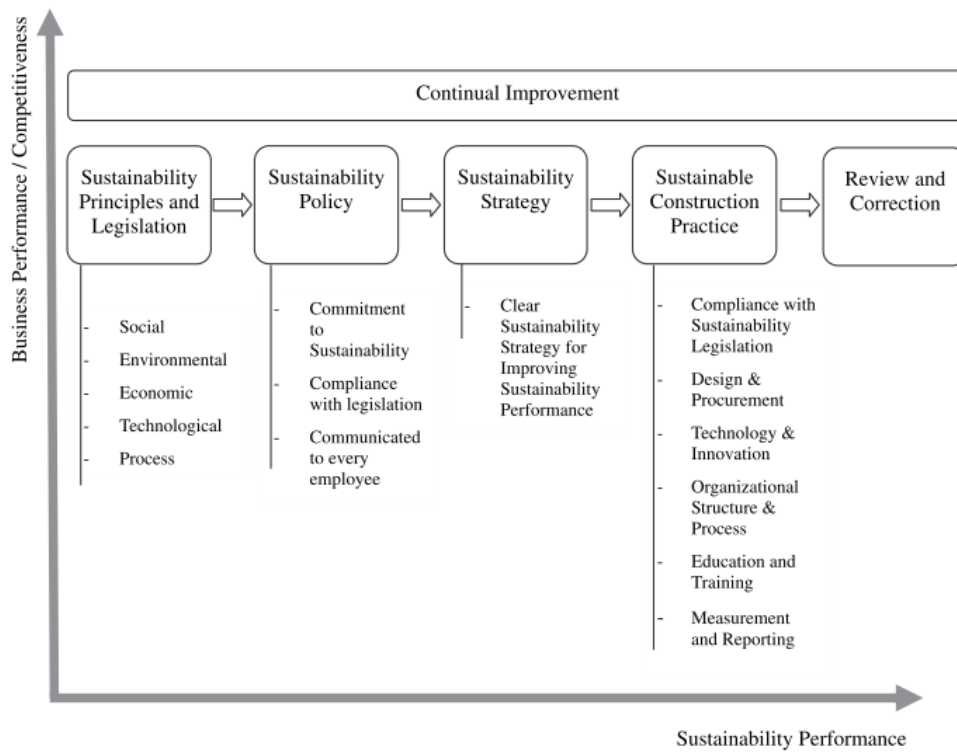 Business Performance / Competitiveness
Continual Improvement
Sustainability
Principles and
Legislation
Sustainability
Policy
Sustainability
Strategy
Sustainable
Construction
Practice
Review and
Correction
- Social
- Environmental
- Economic
- Technological
- Process
- Commitment
to
Sustainability
- Compliance
with legislation
- Communicated
to every
employee
- Clear
Sustainability
Strategy for
Improving
Sustainability
Performance
- Compliance with
Sustainability
Legislation
- Design &
Procurement
- Technology &
Innovation
- Organizational
Structure &
Process
- Education and
Training
- Measurement
and Reporting
Sustainability Performance